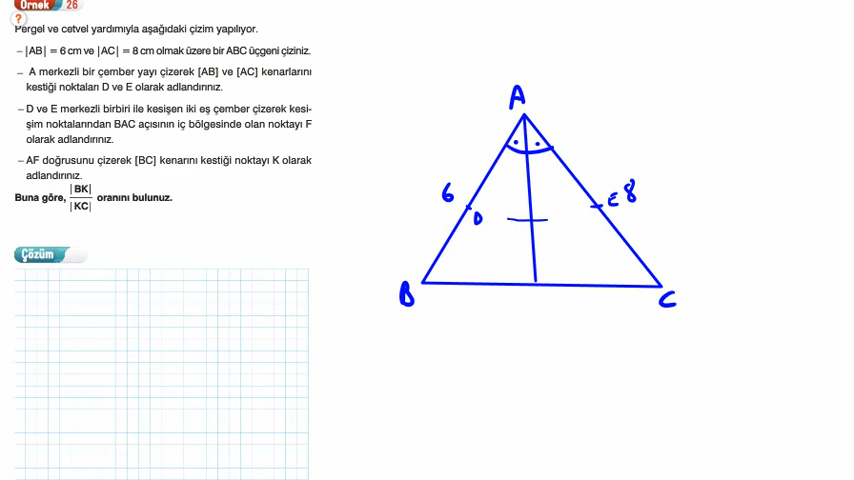 Örnek 26
?
Pergel ve cetvel yardımıyla aşağıdaki çizim yapılıyor.
– |AB| = 6 cm ve |AC| = 8 cm olmak üzere bir ABC üçgeni çiziniz.
– A merkezli bir çember yayı çizerek [AB] ve [AC] kenarlarını
kestiği noktaları D ve E olarak adlandırınız.
– D ve E merkezli birbiri ile kesişen iki eş çember çizerek kesi-
şim noktalarından BAC açısının iç bölgesinde olan noktayı F
olarak adlandırınız.
– AF doğrusunu çizerek [BC] kenarını kestiği noktayı K olarak
adlandırınız.
Buna göre, |BK| / |KC| oranını bulunuz.
Çözüm
A
6
D
E 8
B
C